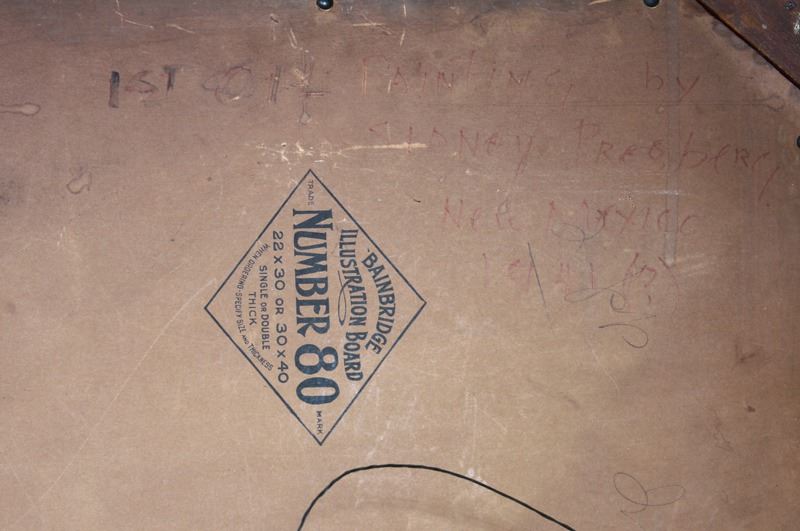 1ST Oil Painting by
Sidney
New Mexico
TRADE MARK
BAINBRIDGE
ILLUSTRATION BOARD
NUMBER 80
22 x 30 OR 30 x 40
SINGLE OR DOUBLE
THICK
WHEN ORDERING-SPECIFY SIZE AND THICKNESS